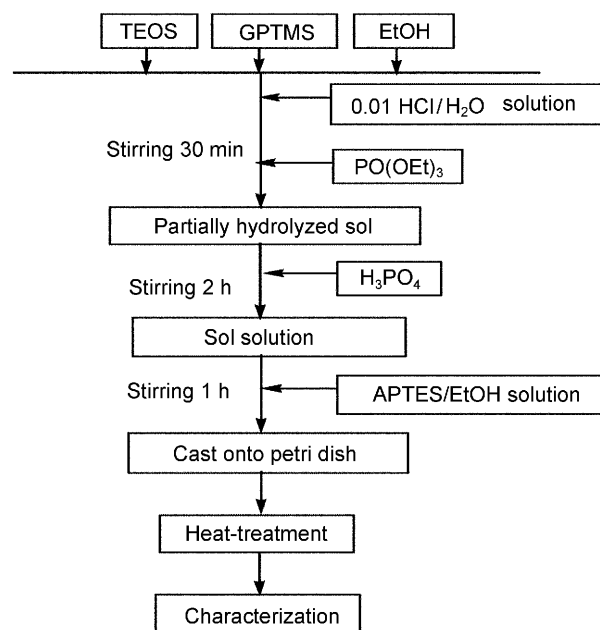 TEOS GPTMS EtOH
0.01 HCl/H₂O solution
Stirring 30 min
PO(OEt)₃
Partially hydrolyzed sol
H₃PO₄
Stirring 2 h
Sol solution
Stirring 1 h
APTES/EtOH solution
Cast onto petri dish
Heat-treatment
Characterization